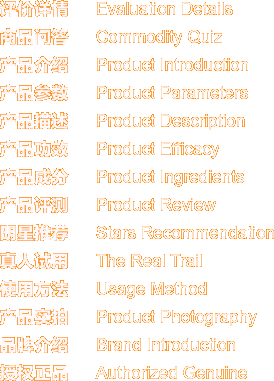 评价详情 Evaluation Details
商品问答 Commodity Quiz
产品介绍 Product Introduction
产品参数 Product Parameters
产品描述 Product Description
产品功效 Product Efficacy
产品成分 Product Ingredients
产品评测 Product Review
明星推荐 Stars Recommendation
真人试用 The Real Trail
使用方法 Usage Method
产品实拍 Product Photography
品牌介绍 Brand Introduction
授权正品 Authorized Genuine